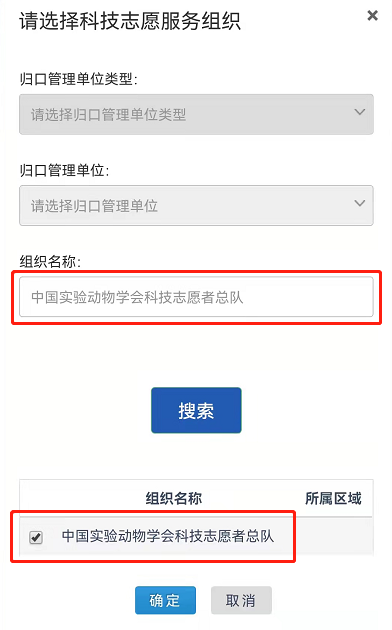 请选择科技志愿服务组织
归口管理单位类型:
请选择归口管理单位类型
归口管理单位:
请选择归口管理单位
组织名称:
中国实验动物学会科技志愿者总队
搜索
组织名称 所属区域
中国实验动物学会科技志愿者总队
确定 取消